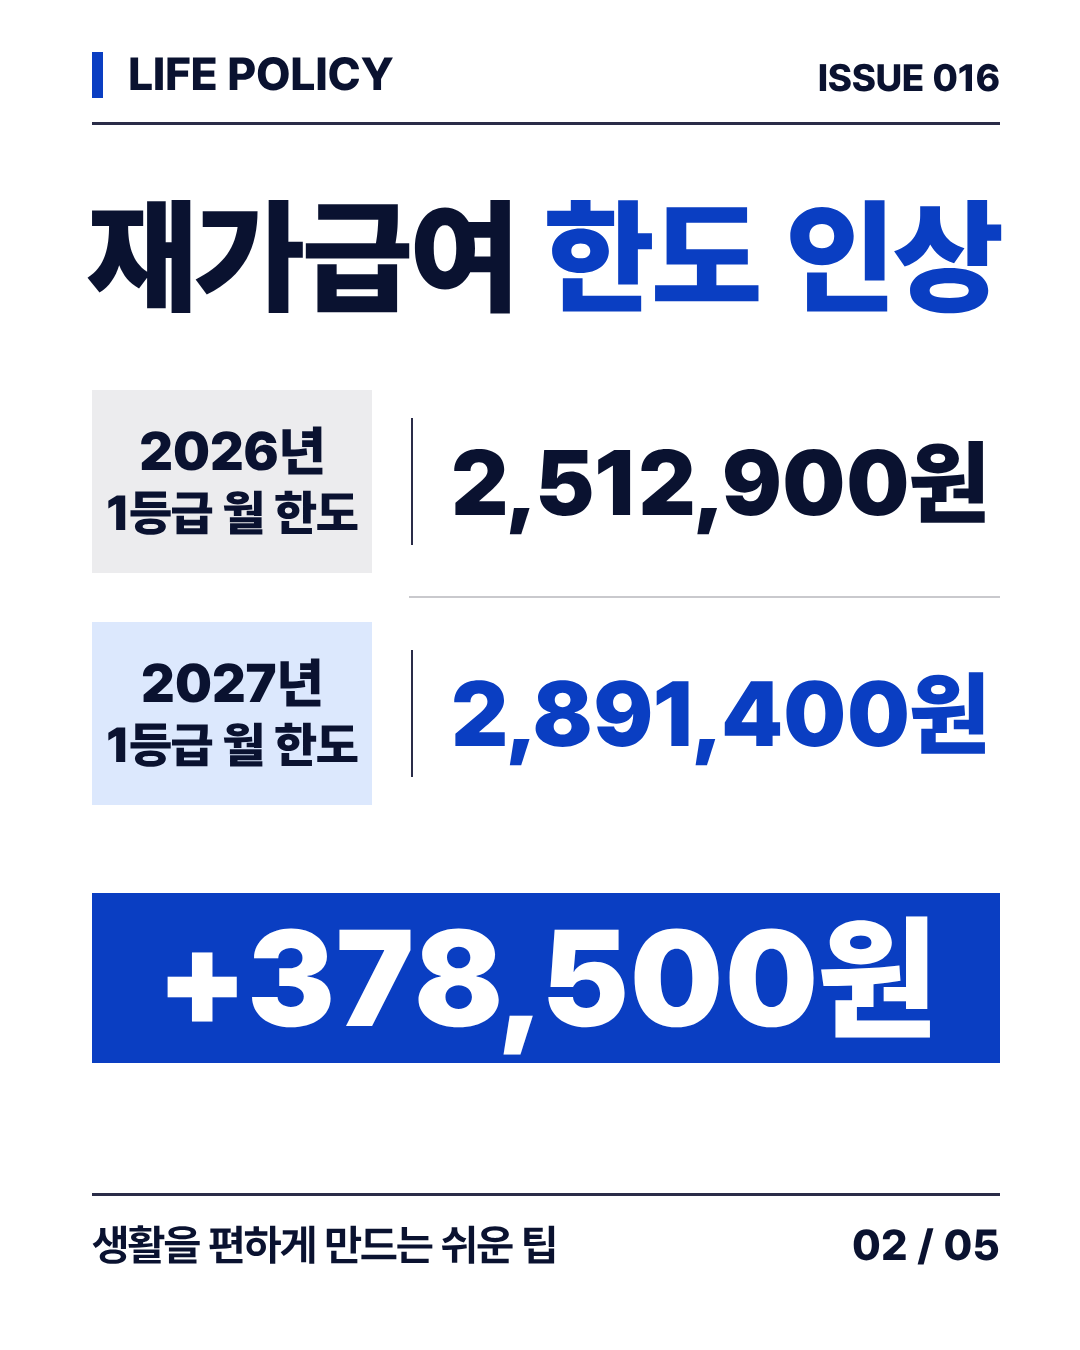 LIFE POLICY
ISSUE 016
재가급여 한도 인상
2026년
1등급 월 한도
2,512,900원
2027년
1등급 월 한도
2,891,400원
+378,500원
생활을 편하게 만드는 쉬운 팁
02 / 05